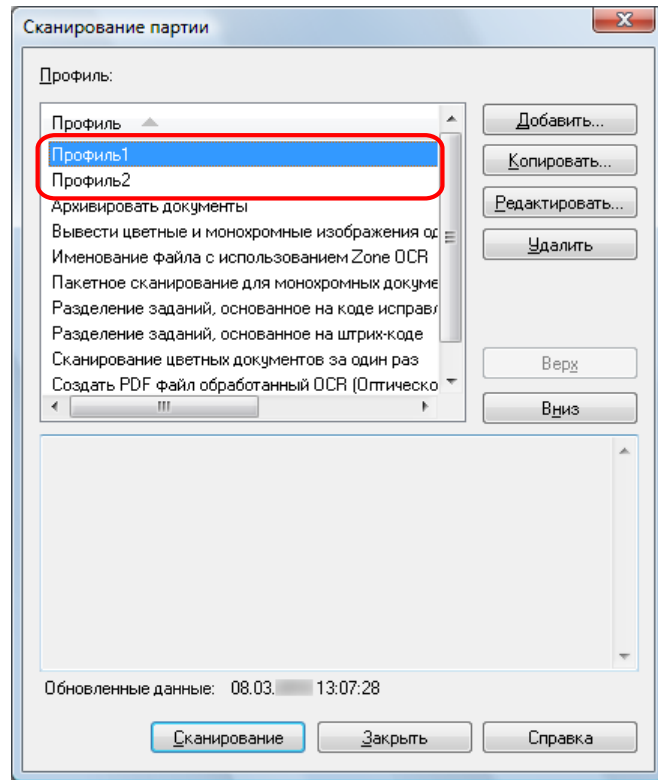 Сканирование партии
Профиль:
Профиль
Профиль1
Профиль2
Архивировать документы
Вывести цветные и монохромные изображения од
Именование файла с использованием Zone OCR
Пакетное сканирование для монохромных докуме
Разделение заданий, основанное на коде исправл
Разделение заданий, основанное на штрих-коде
Сканирование цветных документов за один раз
Создать PDF файл обработанный OCR (Оптическо
Добавить...
Копировать...
Редактировать...
Удалить
Верх
Вниз
Обновленные данные: 08.03. 13:07:28
Сканирование Закрыть Справка